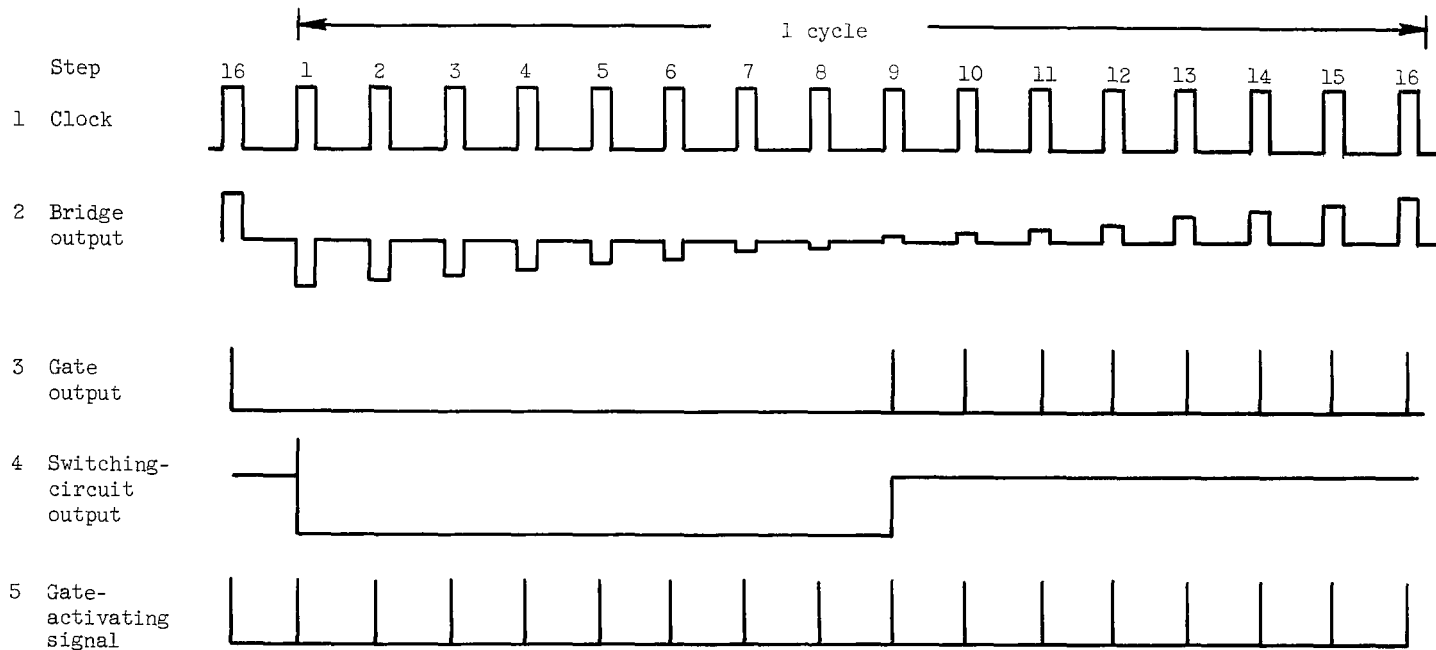 1 cycle
Step 16 1 2 3 4 5 6 7 8 9 10 11 12 13 14 15 16
1 Clock
2 Bridge
output
3 Gate
output
4 Switching-
circuit
output
5 Gate-
activating
signal